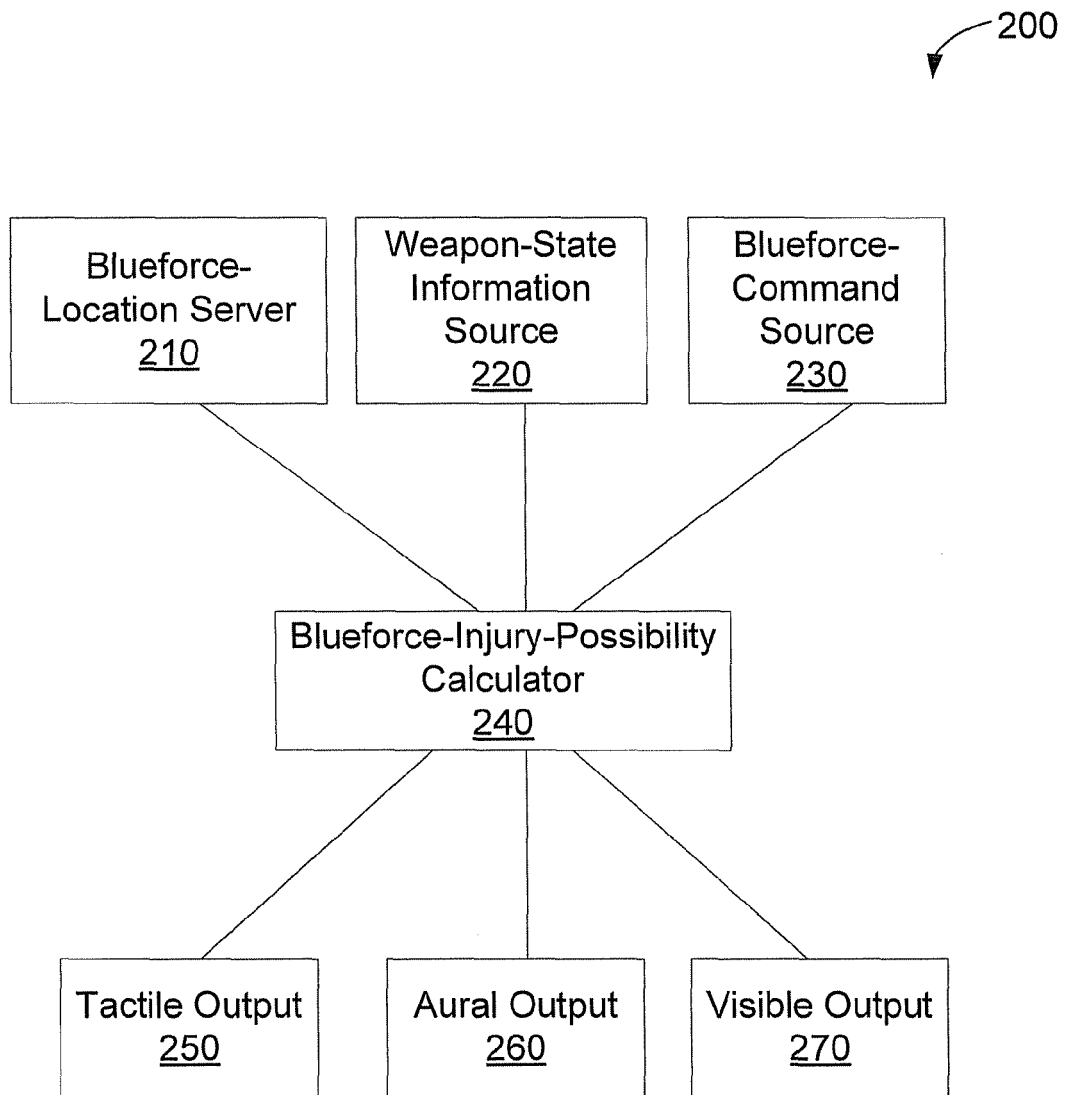 200
Blueforce-
Location Server
210
Weapon-State
Information
Source
220
Blueforce-
Command
Source
230
Blueforce-Injury-Possibility
Calculator
240
Tactile Output
250
Aural Output
260
Visible Output
270